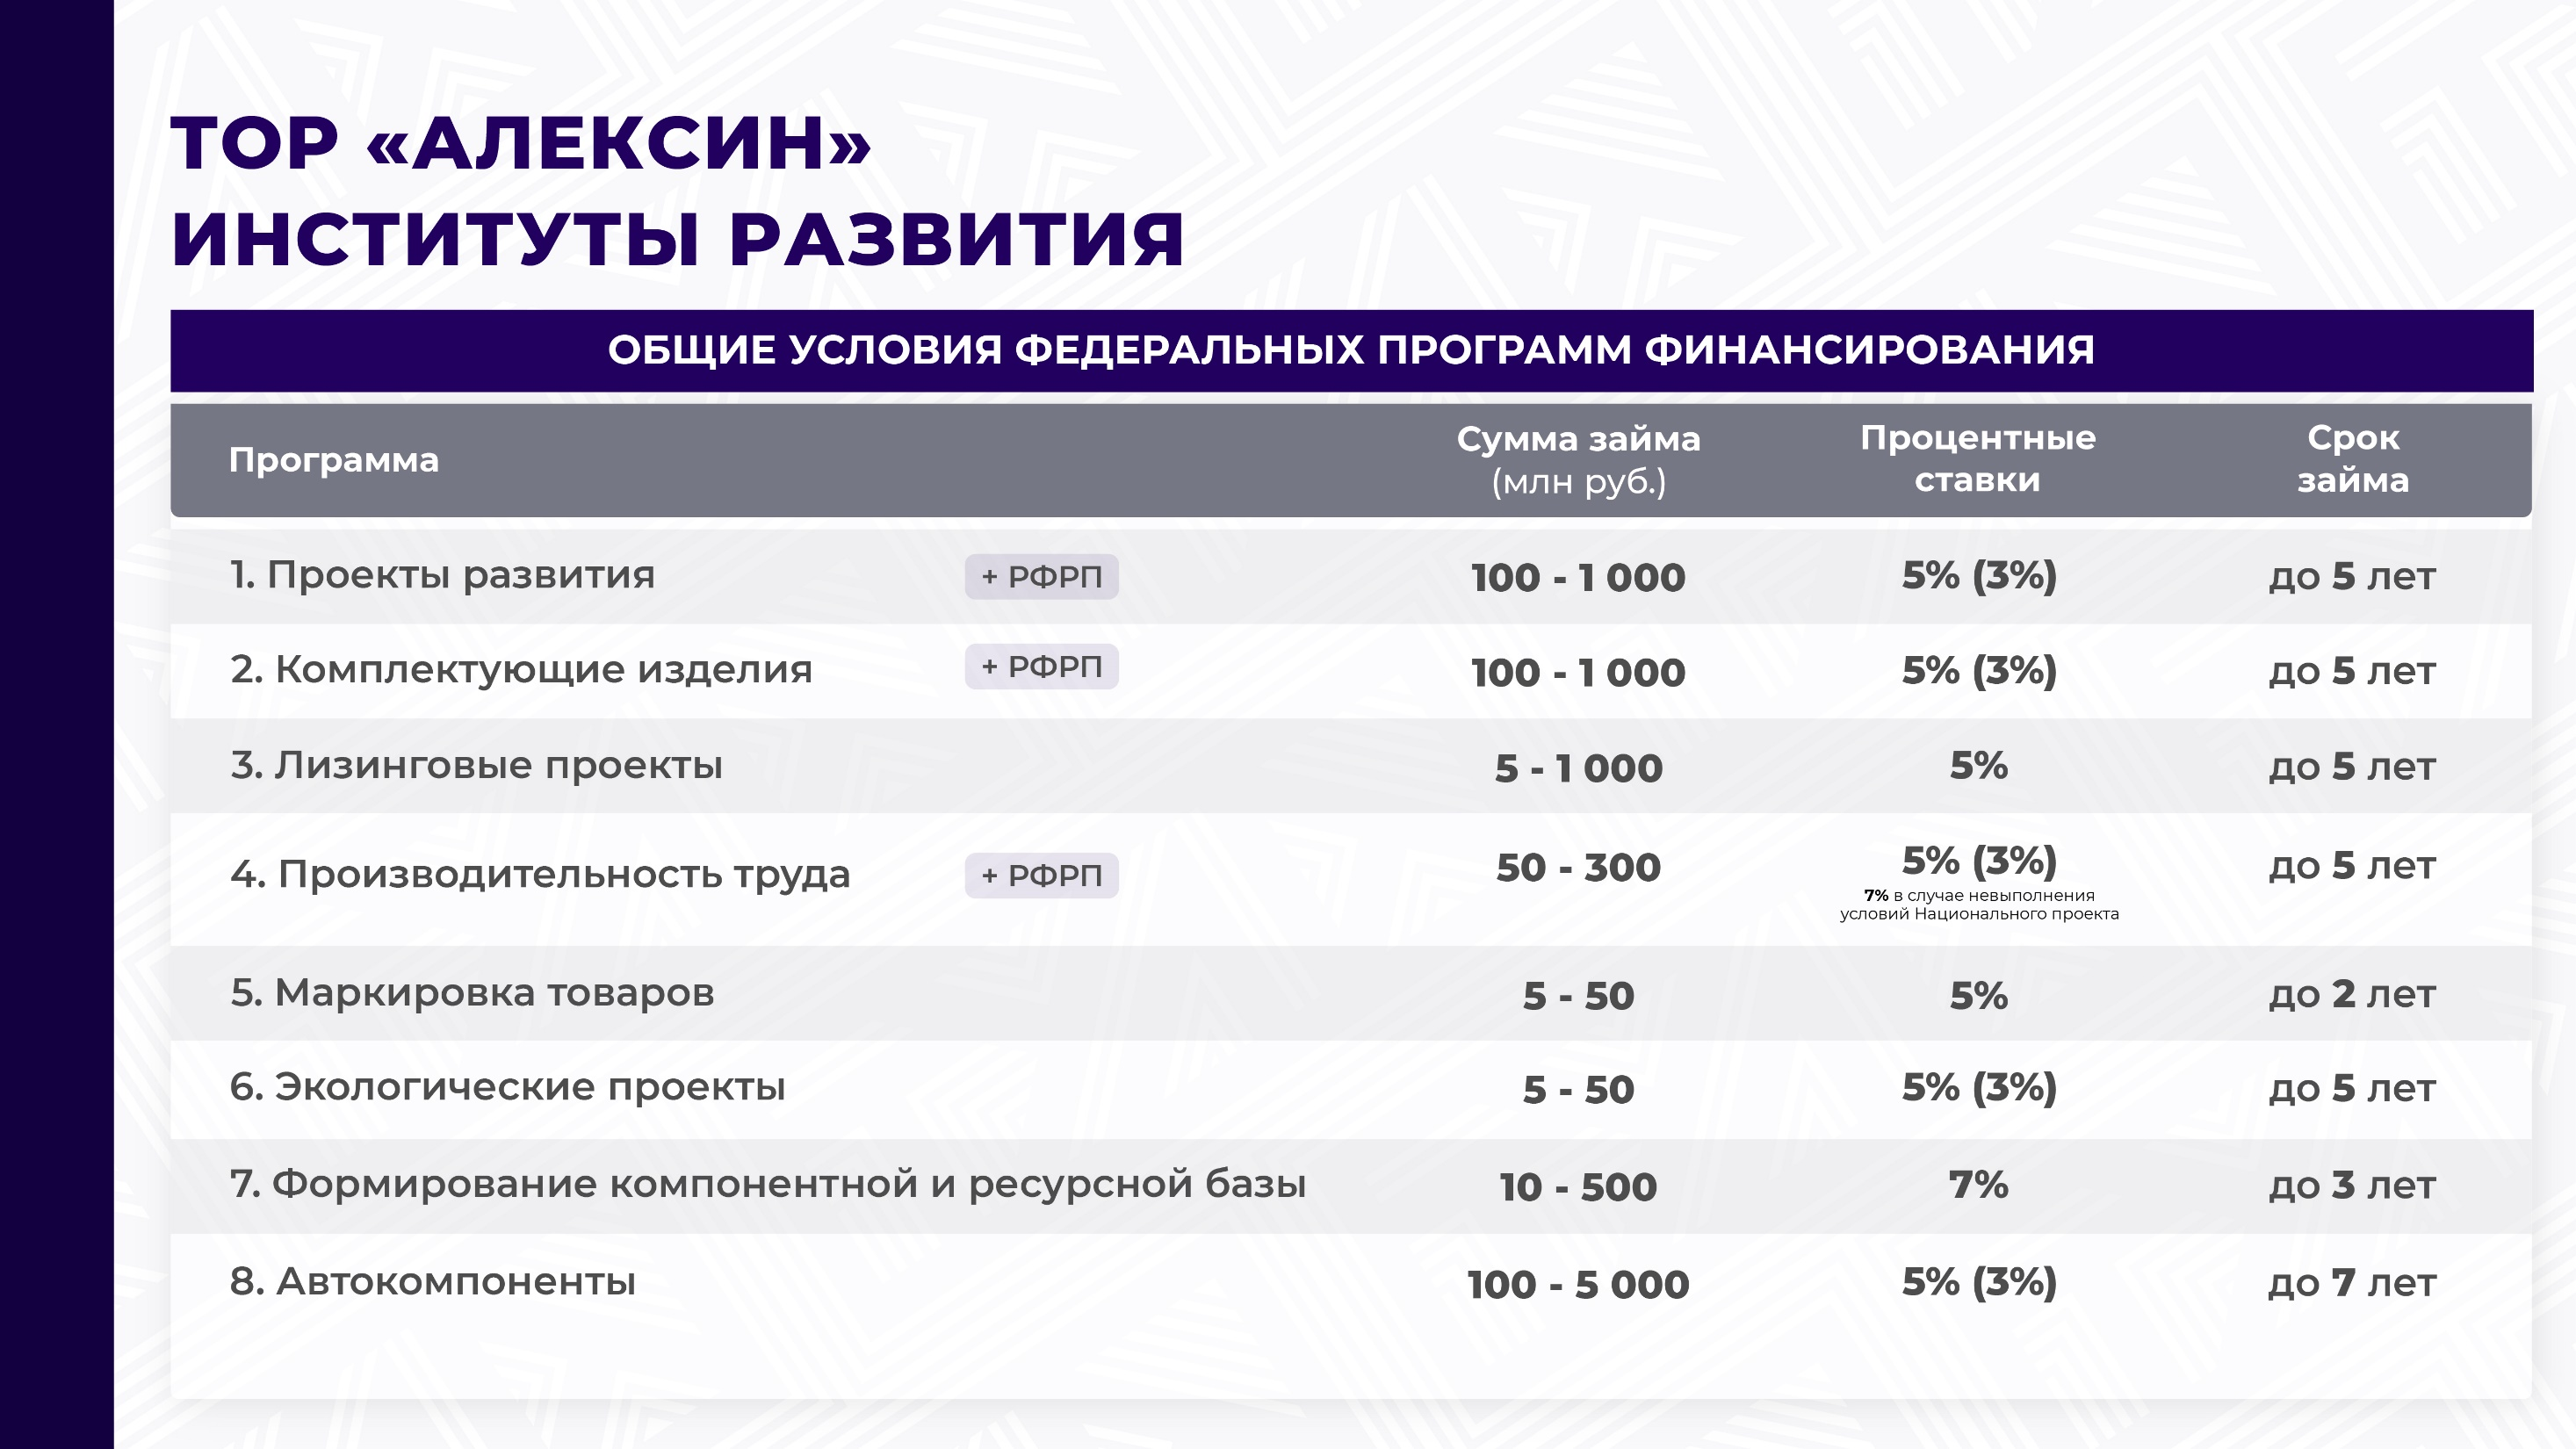 ТОР «АЛЕКСИН»
ИНСТИТУТЫ РАЗВИТИЯ
ОБЩИЕ УСЛОВИЯ ФЕДЕРАЛЬНЫХ ПРОГРАММ ФИНАНСИРОВАНИЯ
Программа
Сумма займа
(млн руб.)
Процентные
ставки
Срок
займа
1. Проекты развития + РФРП 100 - 1 000 5% (3%) до 5 лет
2. Комплектующие изделия + РФРП 100 - 1 000 5% (3%) до 5 лет
3. Лизинговые проекты 5 - 1 000 5% до 5 лет
4. Производительность труда + РФРП 50 - 300 5% (3%) до 5 лет
7% в случае невыполнения
условий Национального проекта
5. Маркировка товаров 5 - 50 5% до 2 лет
6. Экологические проекты 5 - 50 5% (3%) до 5 лет
7. Формирование компонентной и ресурсной базы 10 - 500 7% до 3 лет
8. Автокомпоненты 100 - 5 000 5% (3%) до 7 лет